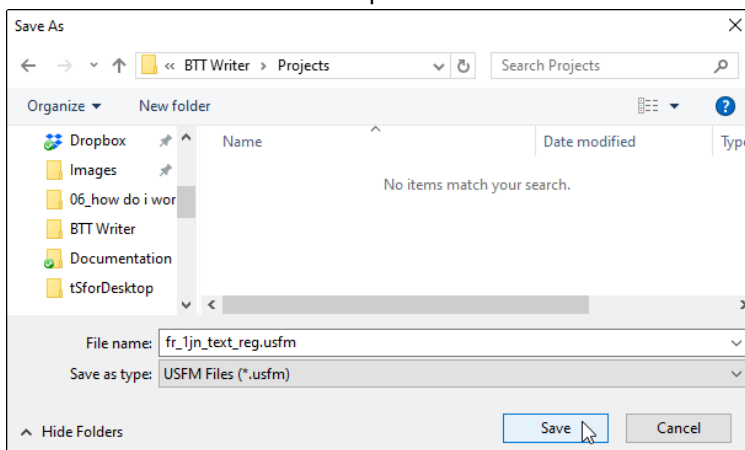 Save As
« BTT Writer > Projects
Search Projects
Organize
New folder
?
Name
Date modified
Type
Dropbox
Images
06_how do i wor
BTT Writer
Documentation
tSforDesktop
No items match your search.
File name: fr_1jn_text_reg.usfm
Save as type: USFM Files (*.usfm)
Hide Folders
Save
Cancel